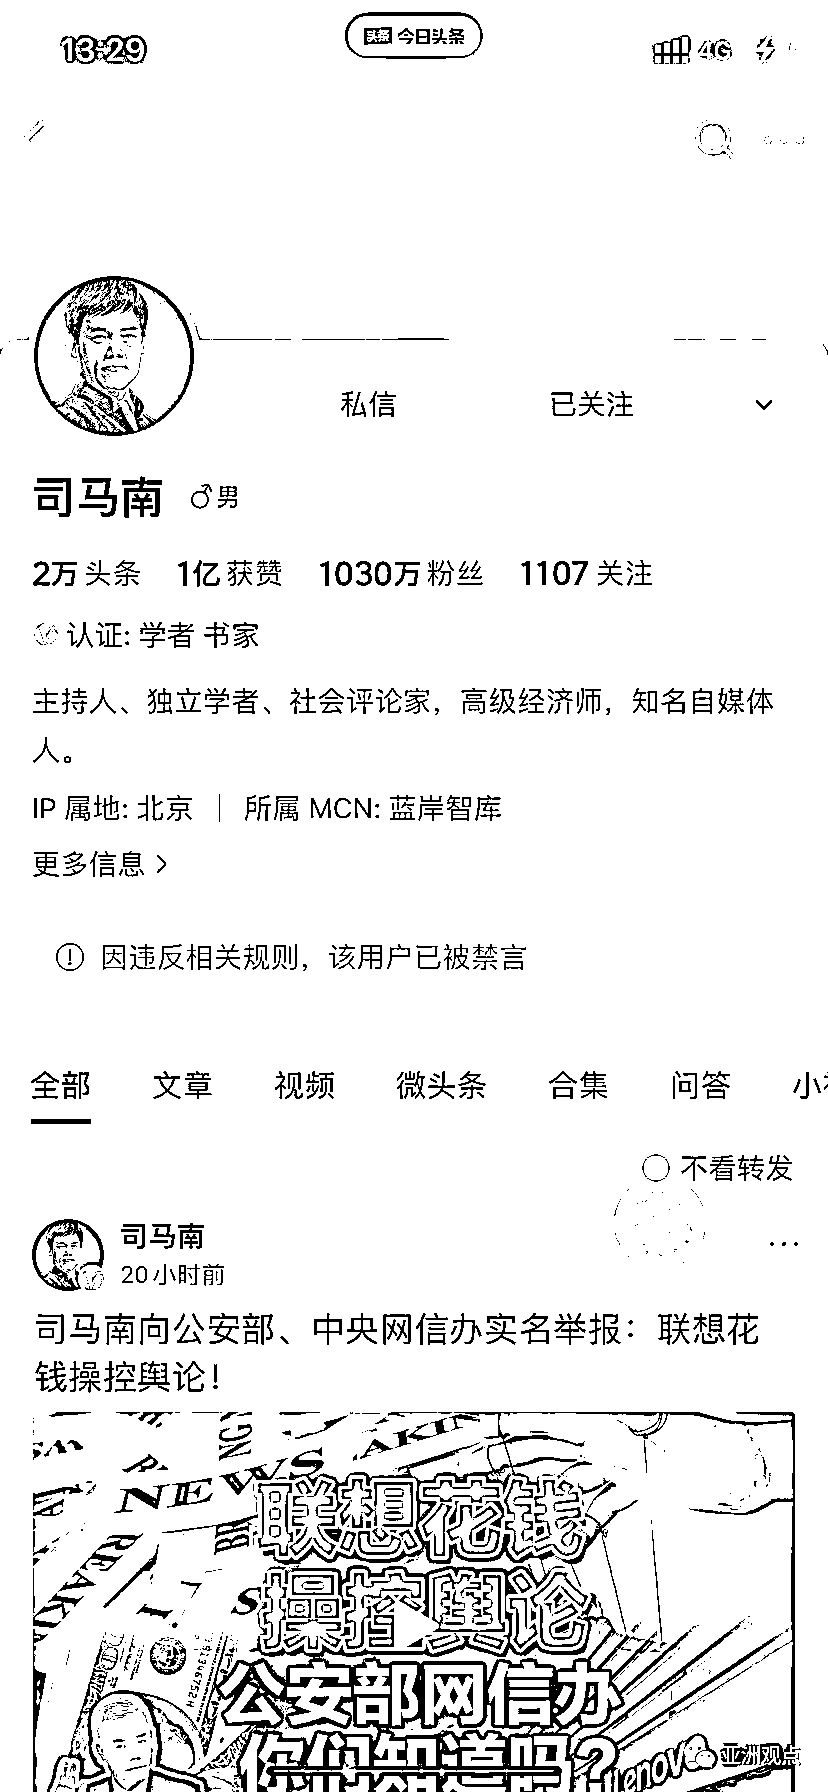 13:29
头条 今日头条
4G
私信
已关注
司马南 ♂男
2万 头条 1亿 获赞 1030万 粉丝 1107 关注
认证: 学者 书家
主持人、独立学者、社会评论家，高级经济师，知名自媒体
人。
IP 属地: 北京 ｜ 所属 MCN: 蓝岸智库
更多信息 >
因违反相关规则，该用户已被禁言
全部 文章 视频 微头条 合集 问答
不看转发
司马南
20小时前
司马南向公安部、中央网信办实名举报：联想花
钱操控舆论！
NEWS
联想花钱
操控舆论
公安部网信办
你们知道吗？
亚洲观点